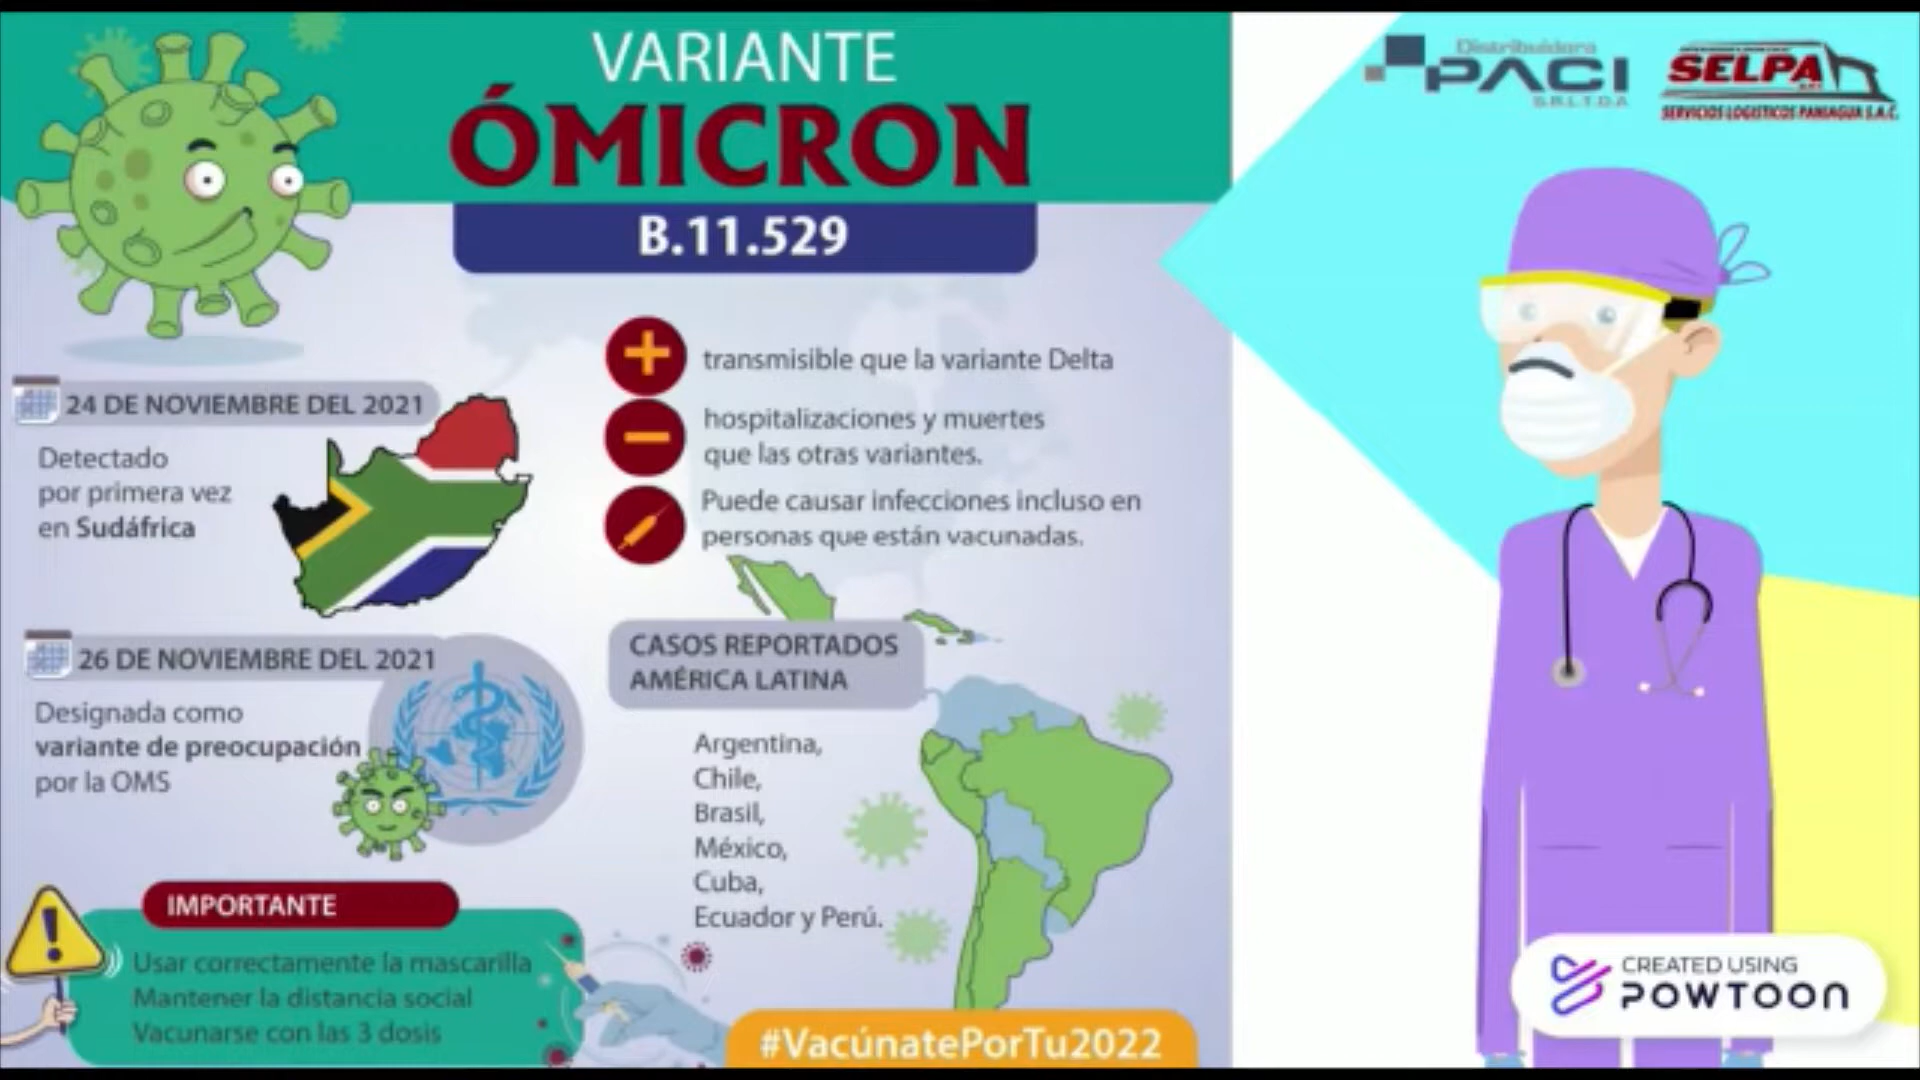 VARIANTE
ÓMICRON
B.11.529
24 DE NOVIEMBRE DEL 2021
Detectado
por primera vez
en Sudáfrica
26 DE NOVIEMBRE DEL 2021
Designada como
variante de preocupación
por la OMS
IMPORTANTE
Usar correctamente la mascarilla
Mantener la distancia social
Vacunarse con las 3 dosis
transmisible que la variante Delta
hospitalizaciones y muertes
que las otras variantes.
Puede causar infecciones incluso en
personas que están vacunadas.
CASOS REPORTADOS
AMÉRICA LATINA
Argentina,
Chile,
Brasil,
México,
Cuba,
Ecuador y Perú.
#VacúnatePorTu2022
Distribuidora
PACI
S.R.L.T.D.A
SELPA
SERVICIOS LOGISTICOS PANIAGUA S.A.C.
CREATED USING
POWTOON